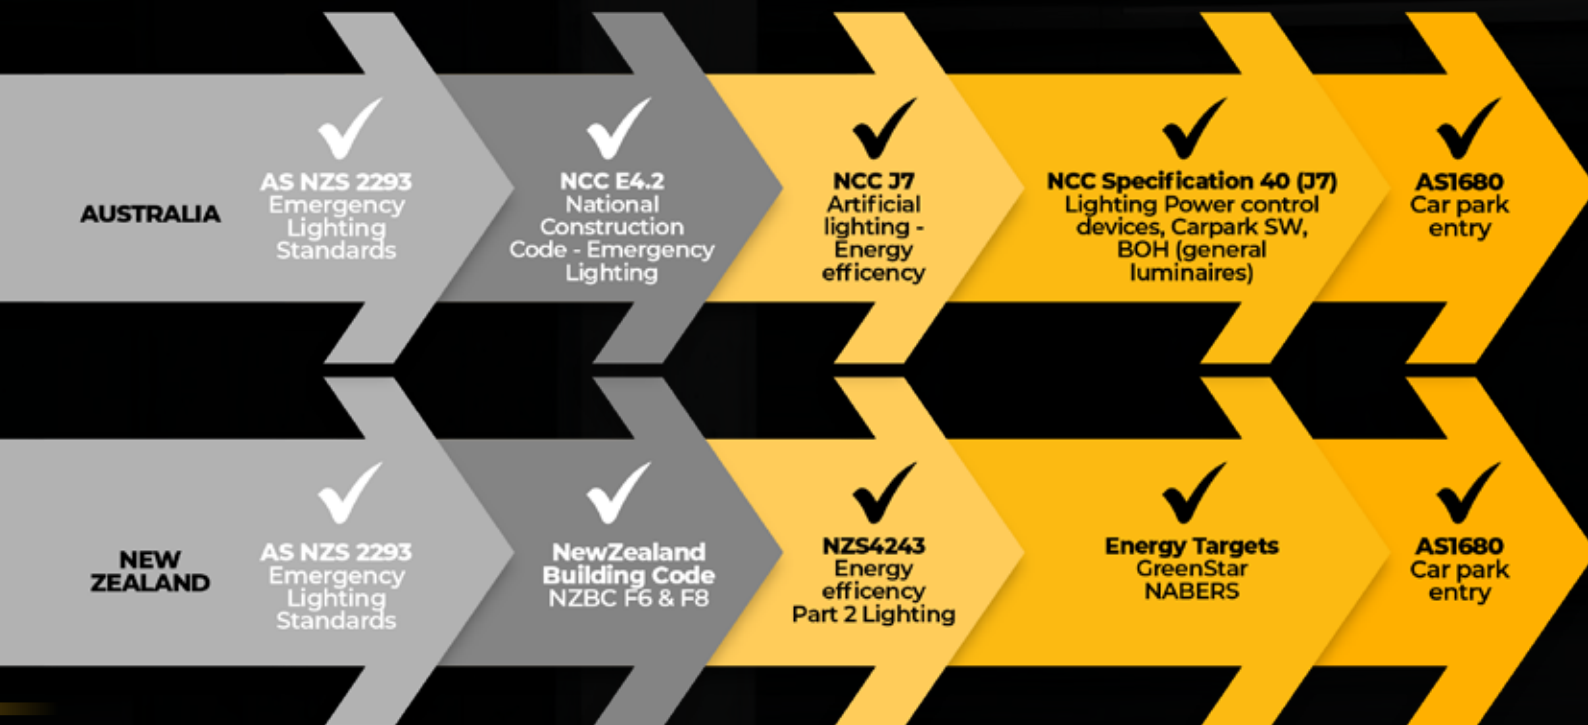 AUSTRALIA
AS NZS 2293
Emergency
Lighting
Standards
NCC E4.2
National
Construction
Code - Emergency
Lighting
NCC J7
Artificial
lighting -
Energy
efficency
NCC Specification 40 (J7)
Lighting Power control
devices, Carpark SW,
BOH (general
luminaires)
AS1680
Car park
entry
NEW
ZEALAND
AS NZS 2293
Emergency
Lighting
Standards
NewZealand
Building Code
NZBC F6 & F8
NZS4243
Energy
efficency
Part 2 Lighting
Energy Targets
GreenStar
NABERS
AS1680
Car park
entry